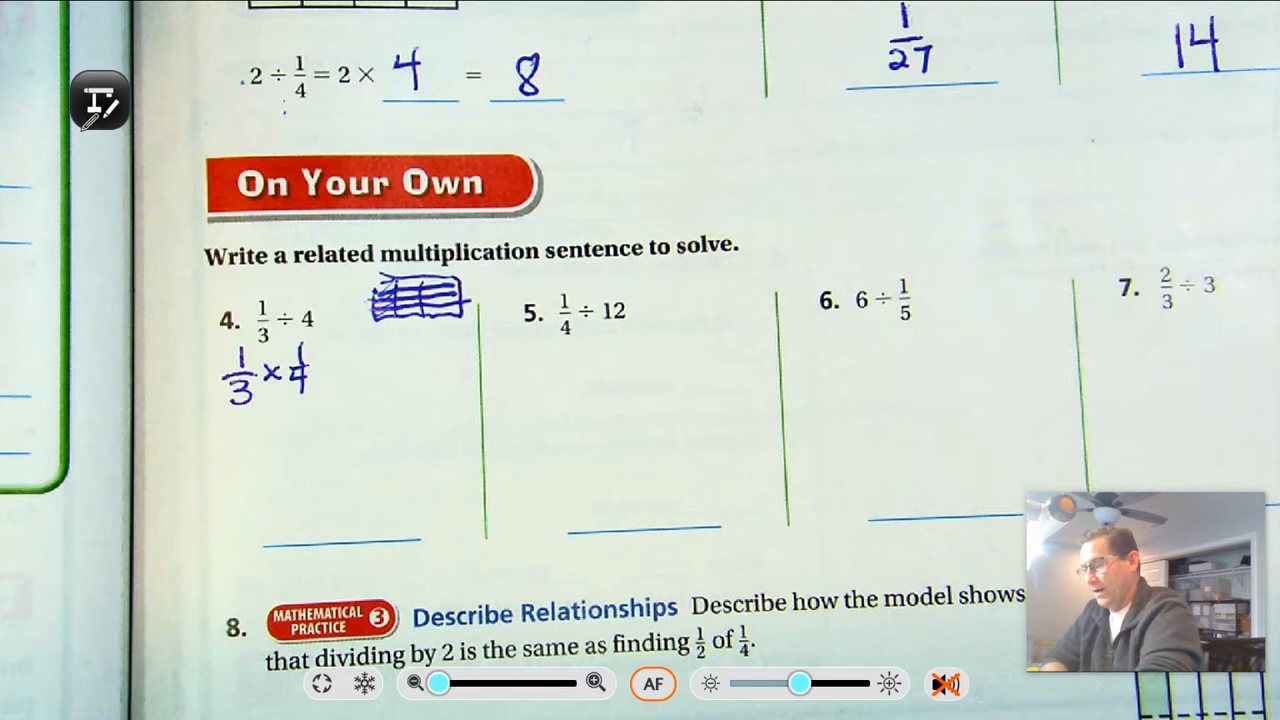 1/27
14
.2 ÷ 1/4 = 2 × 4 = 8
On Your Own
Write a related multiplication sentence to solve.
4. 1/3 ÷ 4
5. 1/4 ÷ 12
6. 6 ÷ 1/5
7. 2/3 ÷ 3
1/3 × 1/4
8. MATHEMATICAL PRACTICE 3 Describe Relationships Describe how the model shows
that dividing by 2 is the same as finding 1/2 of 1/4.
AF